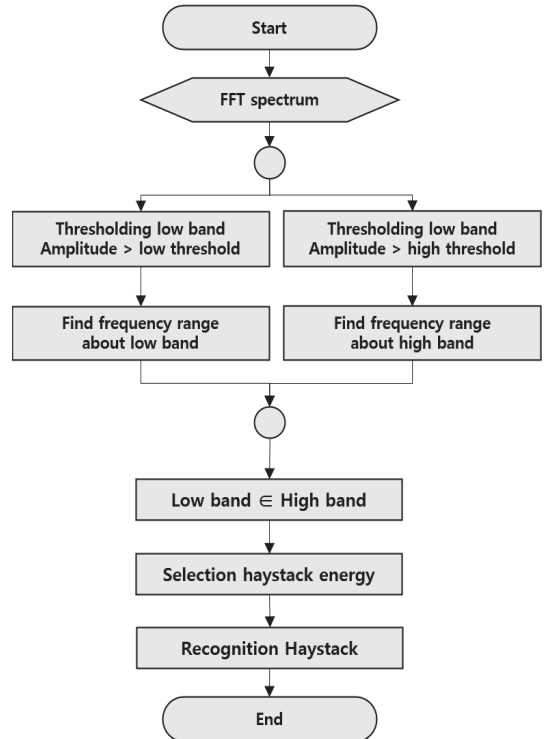 Start
FFT spectrum
Thresholding low band
Amplitude > low threshold
Thresholding low band
Amplitude > high threshold
Find frequency range
about low band
Find frequency range
about high band
Low band ∈ High band
Selection haystack energy
Recognition Haystack
End